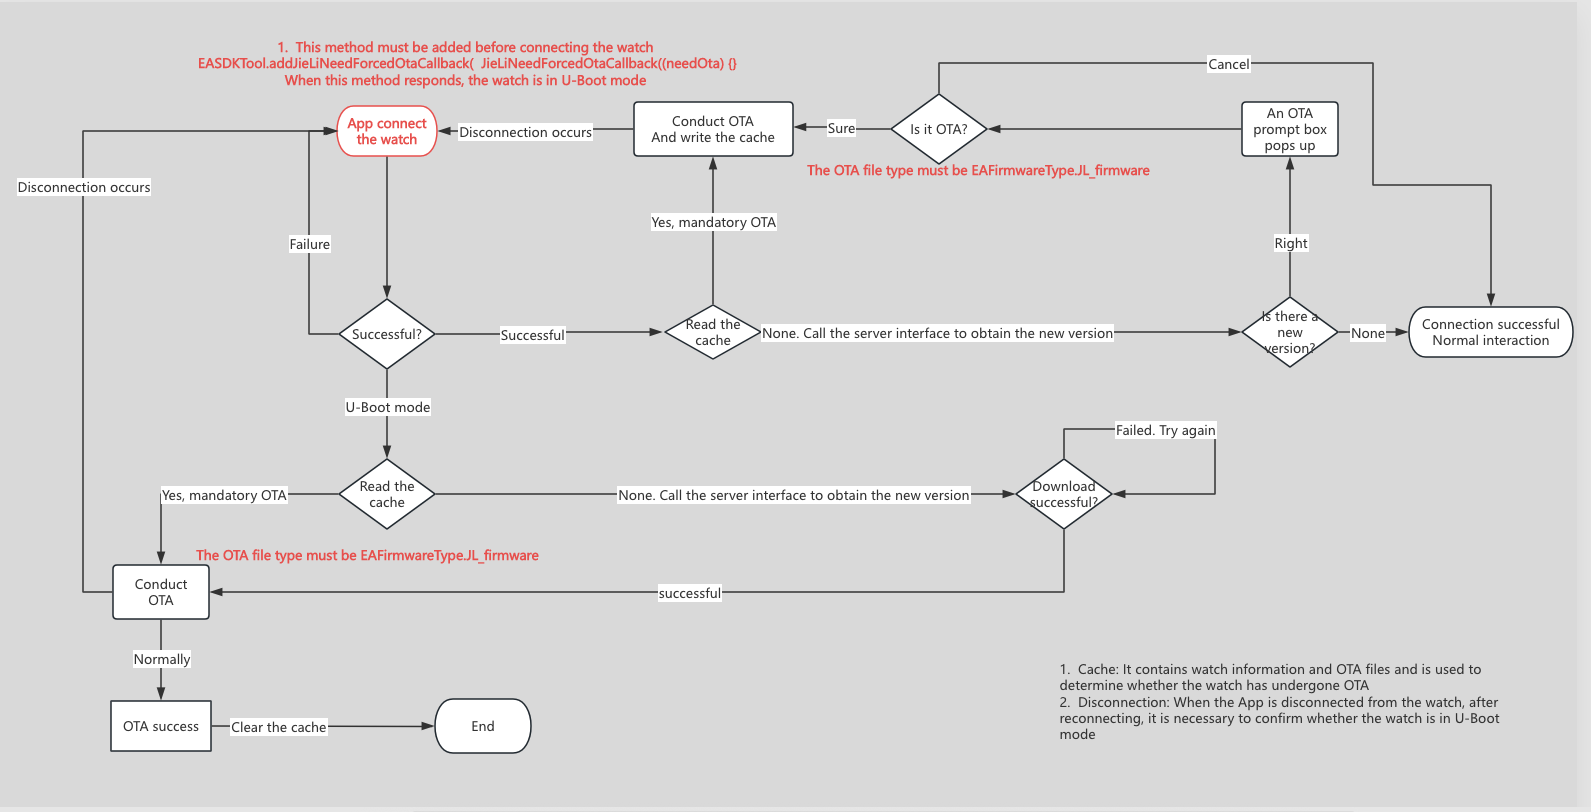 1. This method must be added before connecting the watch
EASDKTool.addJieLiNeedForcedOtaCallback( JieLiNeedForcedOtaCallback((needOta) {}
When this method responds, the watch is in U-Boot mode
Cancel
App connect
the watch
Disconnection occurs
Conduct OTA
And write the cache
Sure
Is it OTA?
An OTA
prompt box
pops up
The OTA file type must be EAFirmwareType.JL_firmware
Disconnection occurs
Failure
Yes, mandatory OTA
Right
Successful?
Successful
Read the
cache
None. Call the server interface to obtain the new version
Is there a
new
version?
None
Connection successful
Normal interaction
U-Boot mode
Failed. Try again
Yes, mandatory OTA
Read the
cache
None. Call the server interface to obtain the new version
Download
successful?
The OTA file type must be EAFirmwareType.JL_firmware
Conduct
OTA
successful
Normally
OTA success
Clear the cache
End
1. Cache: It contains watch information and OTA files and is used to
determine whether the watch has undergone OTA
2. Disconnection: When the App is disconnected from the watch, after
reconnecting, it is necessary to confirm whether the watch is in U-Boot
mode